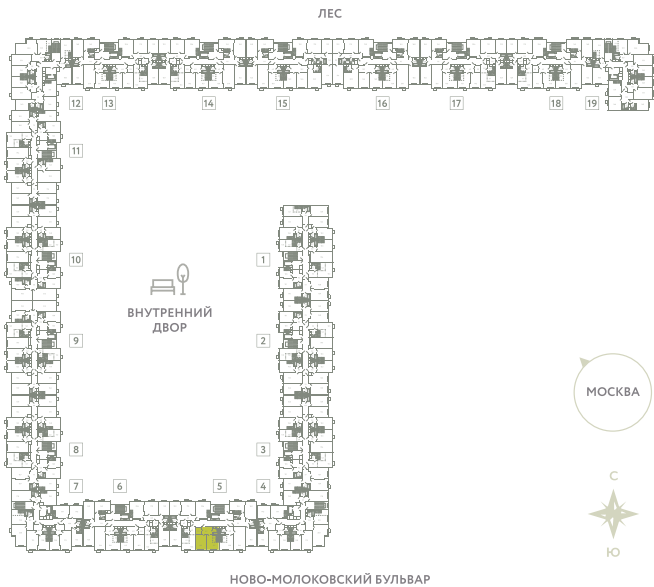 ЛЕС
12 13 14 15 16 17 18 19
11
10 1
ВНУТРЕННИЙ
ДВОР
9 2
МОСКВА
8 3
С
7 6 5 4
Ю
НОВО-МОЛОКОВСКИЙ БУЛЬВАР